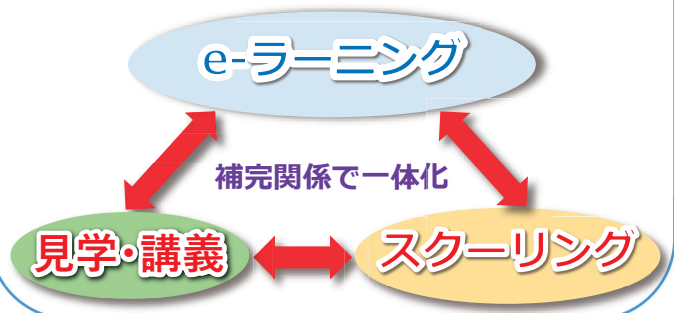 e-ラーニング
補完関係で一体化
見学・講義
スクーリング